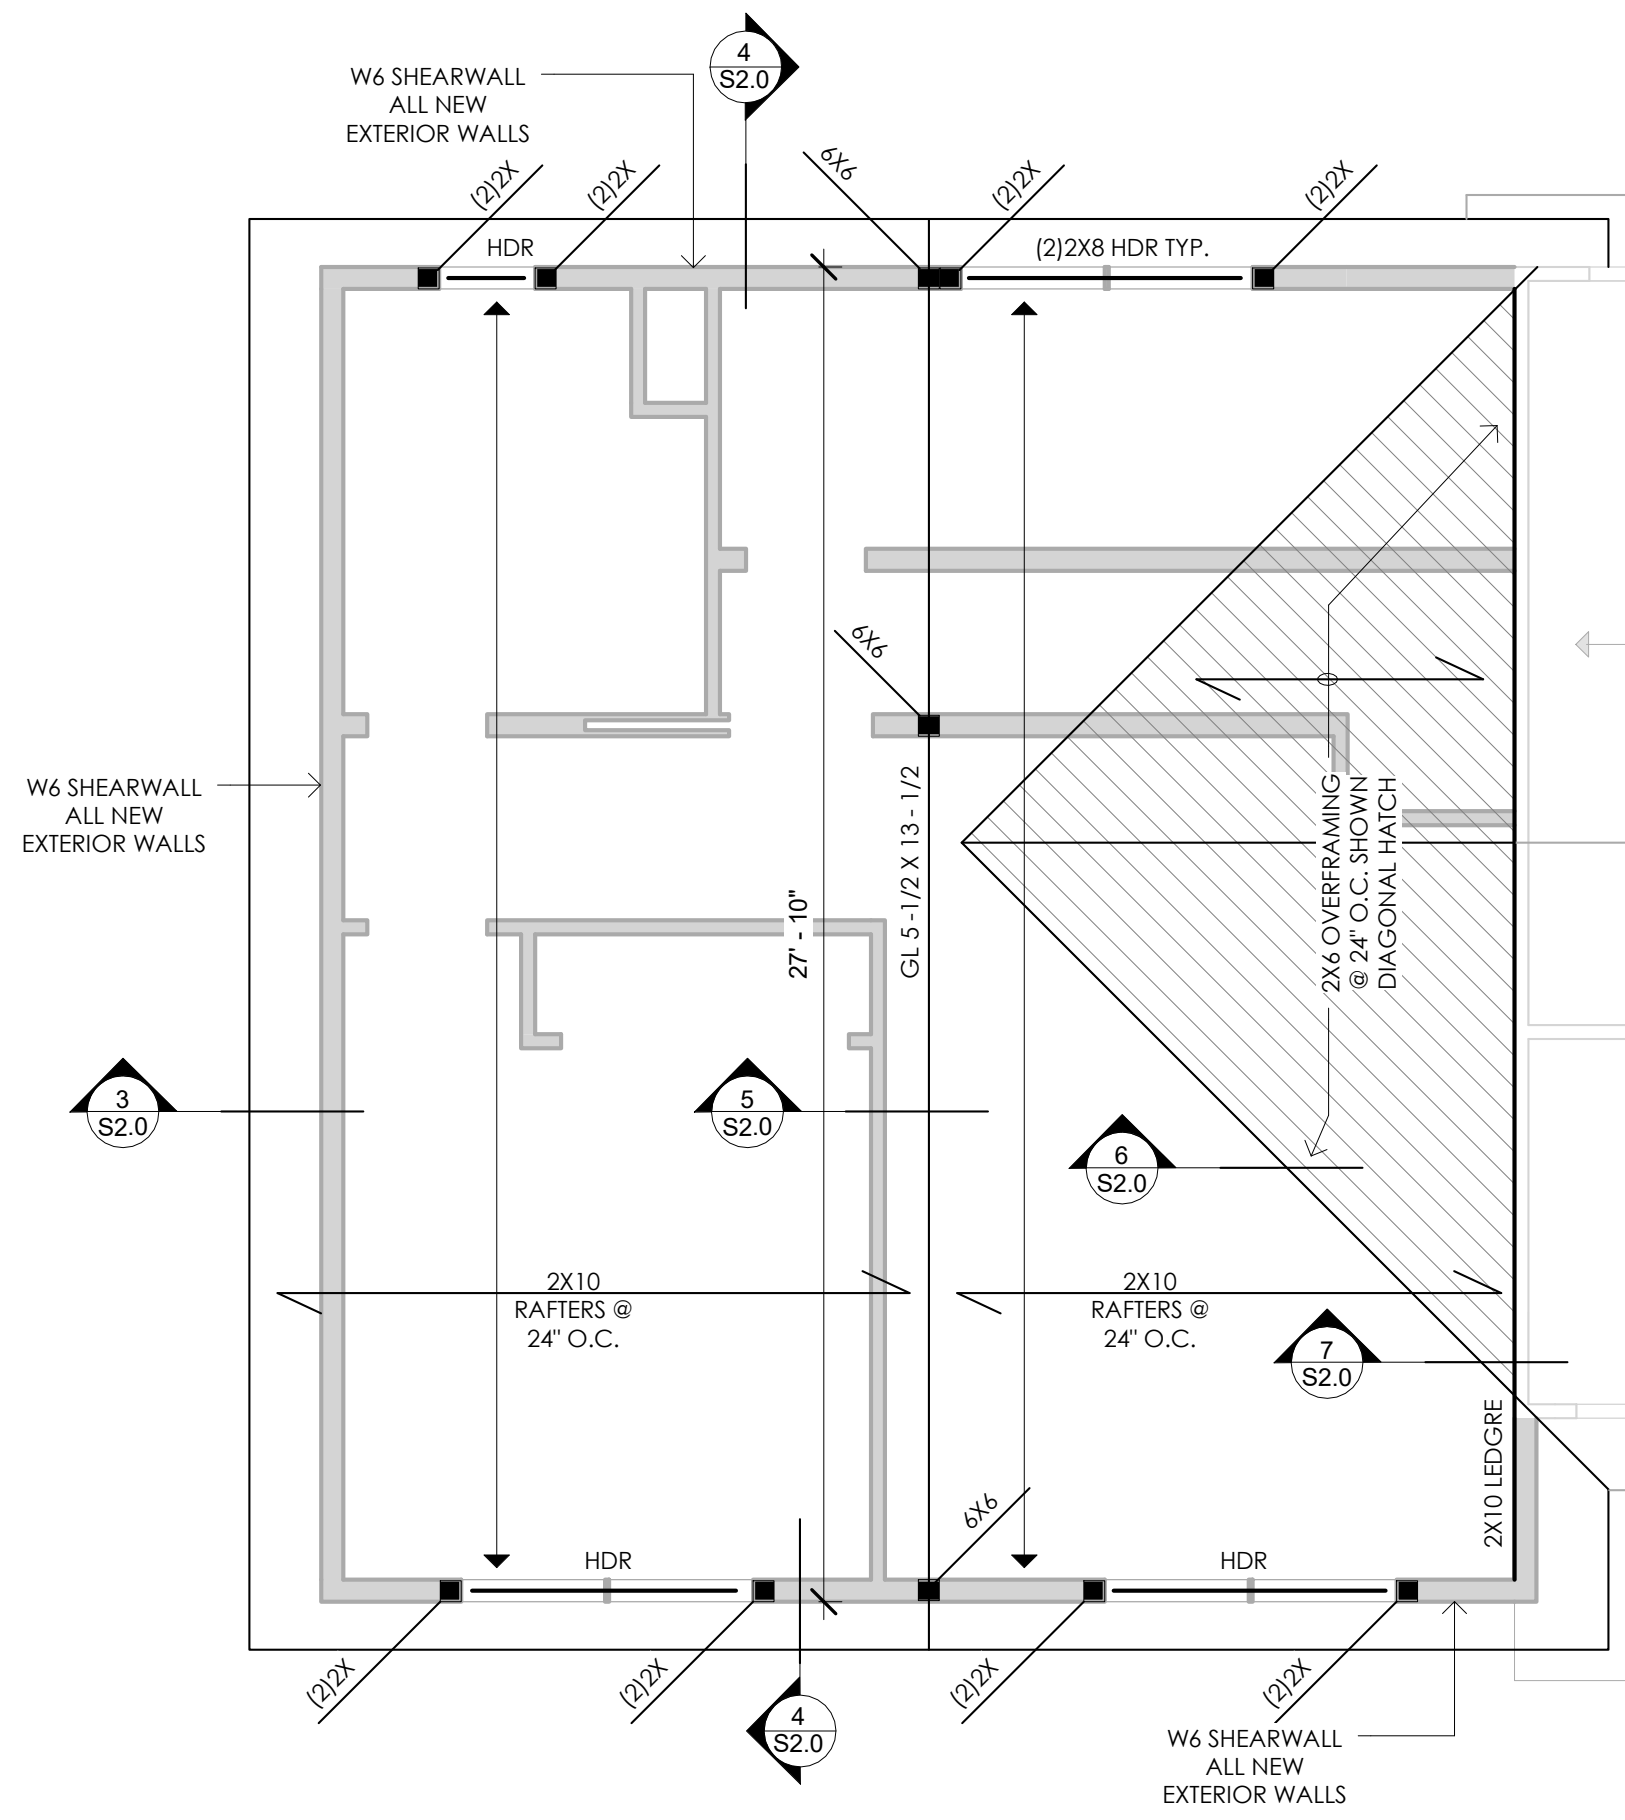 4
S2.0
W6 SHEARWALL
ALL NEW
EXTERIOR WALLS
(2)2X
(2)2X
6X6
(2)2X
(2)2X
HDR
(2)2X8 HDR TYP.
6X6
W6 SHEARWALL
ALL NEW
EXTERIOR WALLS
27' - 10"
GL 5 -1/2 X 13 - 1/2
2X6 OVERFRAMING
@ 24" O.C. SHOWN
DIAGONAL HATCH
3
S2.0
5
S2.0
6
S2.0
2X10
RAFTERS @
24" O.C.
2X10
RAFTERS @
24" O.C.
7
S2.0
2X10 LEDGRE
6X6
HDR
HDR
(2)2X
(2)2X
(2)2X
(2)2X
4
S2.0
W6 SHEARWALL
ALL NEW
EXTERIOR WALLS